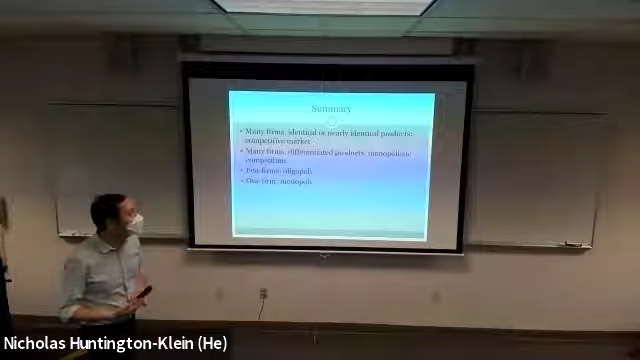 Summary
• Many firms, identical or nearly identical products:
competitive market
• Many firms, differentiated products: monopolistic
competition
• Few firms: oligopoly
• One firm: monopoly
Nicholas Huntington-Klein (He)